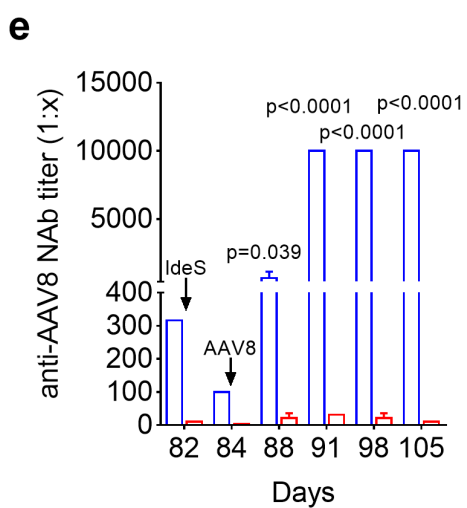 e
anti-AAV8 NAb titer (1:x)
15000
10000
5000
400
300
200
100
0
p<0.0001
p<0.0001
p<0.0001
p=0.039
IdeS
AAV8
82 84 88 91 98 105
Days